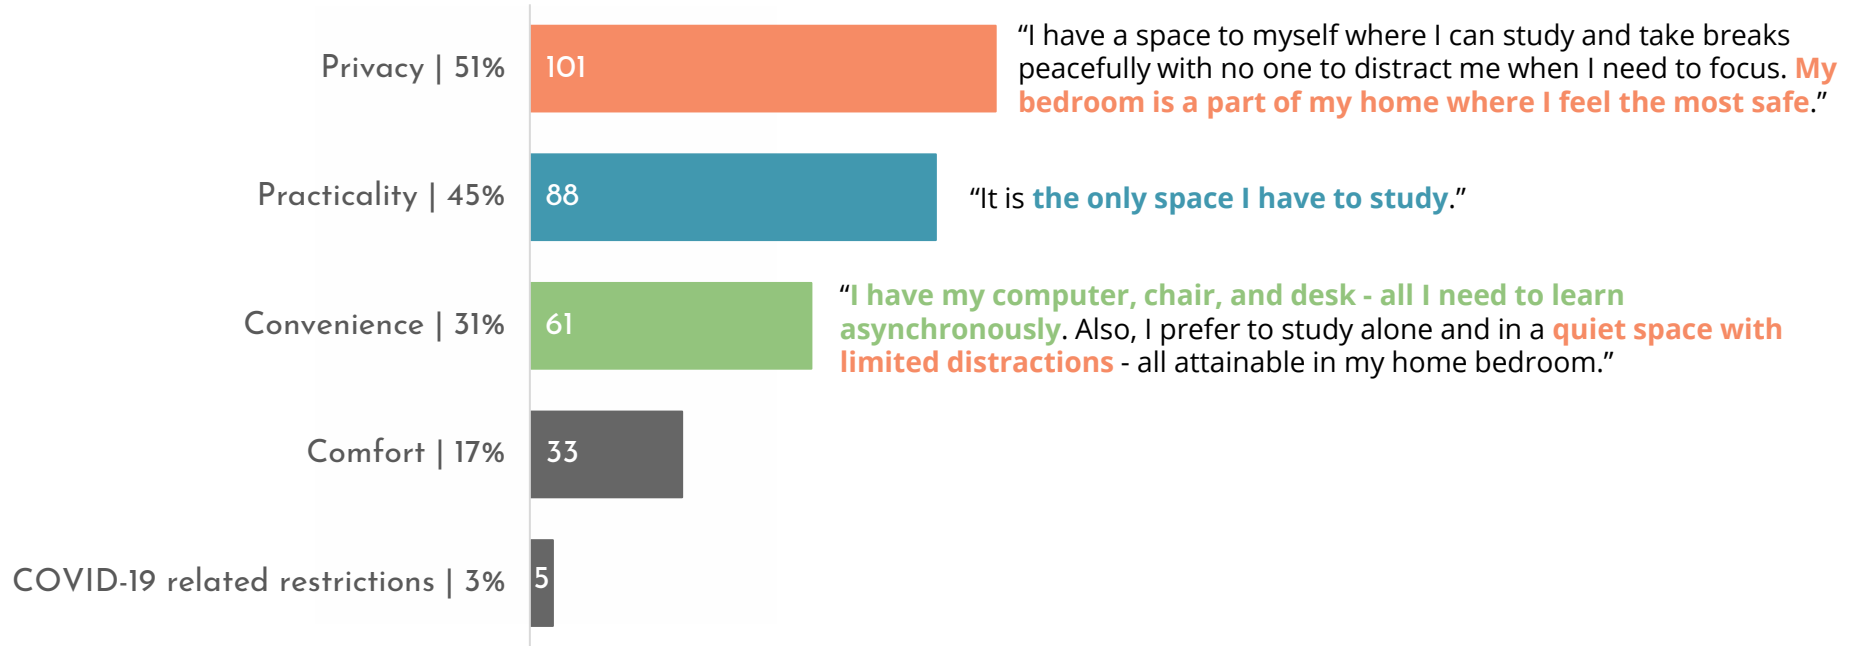 Privacy | 51%
101
“I have a space to myself where I can study and take breaks
peacefully with no one to distract me when I need to focus. My
bedroom is a part of my home where I feel the most safe.”
Practicality | 45%
88
“It is the only space I have to study.”
Convenience | 31%
61
“I have my computer, chair, and desk - all I need to learn
asynchronously. Also, I prefer to study alone and in a quiet space with
limited distractions - all attainable in my home bedroom.”
Comfort | 17%
33
COVID-19 related restrictions | 3%
5